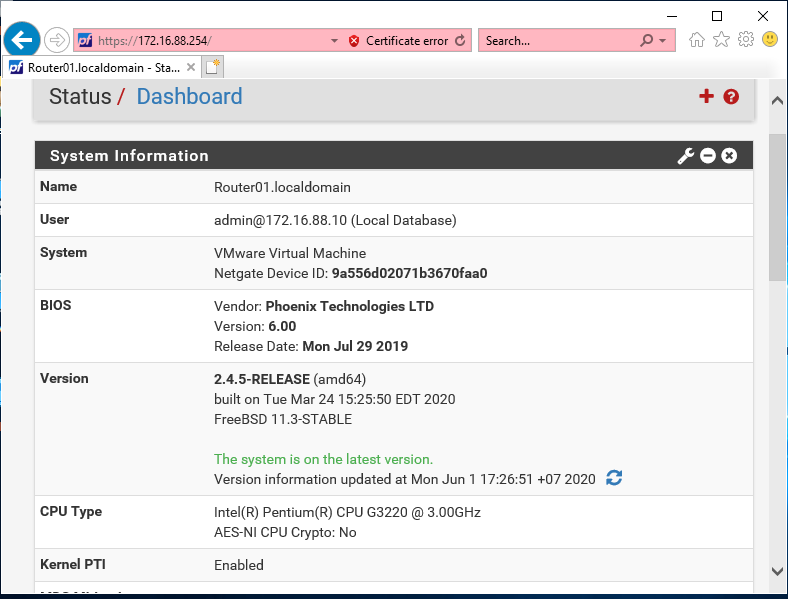 pf https://172.16.88.254/ Certificate error Search...
pf Router01.localdomain - Sta...
Status / Dashboard
System Information
Name Router01.localdomain
User admin@172.16.88.10 (Local Database)
System VMware Virtual Machine
Netgate Device ID: 9a556d02071b3670faa0
BIOS Vendor: Phoenix Technologies LTD
Version: 6.00
Release Date: Mon Jul 29 2019
Version 2.4.5-RELEASE (amd64)
built on Tue Mar 24 15:25:50 EDT 2020
FreeBSD 11.3-STABLE
The system is on the latest version.
Version information updated at Mon Jun 1 17:26:51 +07 2020
CPU Type Intel(R) Pentium(R) CPU G3220 @ 3.00GHz
AES-NI CPU Crypto: No
Kernel PTI Enabled